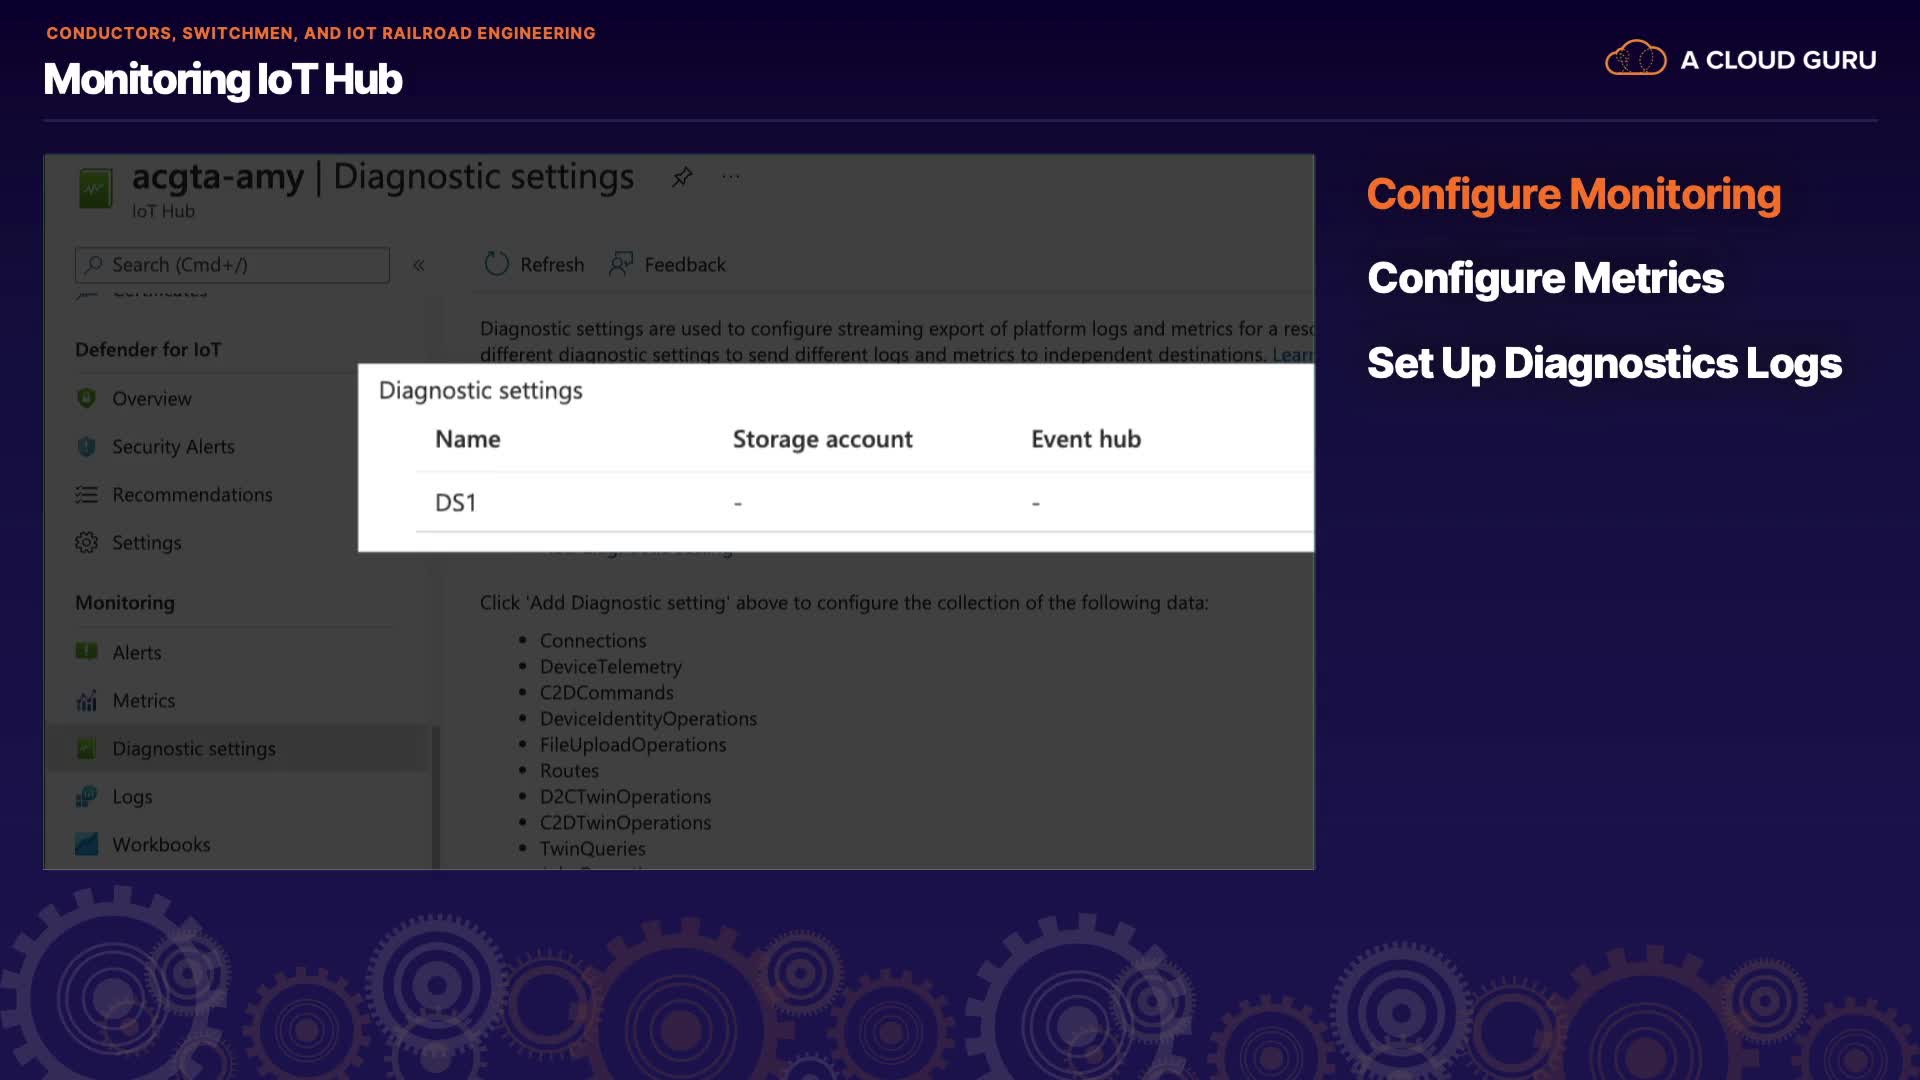 CONDUCTORS, SWITCHMEN, AND IOT RAILROAD ENGINEERING
Monitoring IoT Hub
A CLOUD GURU
acgta-amy | Diagnostic settings
IoT Hub
Search (Cmd+/)
«
Refresh
Feedback
Certificates
Defender for IoT
Overview
Security Alerts
Recommendations
Settings
Monitoring
Alerts
Metrics
Diagnostic settings
Logs
Workbooks
Diagnostic settings are used to configure streaming export of platform logs and metrics for a reso
different diagnostic settings to send different logs and metrics to independent destinations. Learn
Diagnostic settings
Name Storage account Event hub
DS1 - -
Click 'Add Diagnostic setting' above to configure the collection of the following data:
• Connections
• DeviceTelemetry
• C2DCommands
• DeviceIdentityOperations
• FileUploadOperations
• Routes
• D2CTwinOperations
• C2DTwinOperations
• TwinQueries
Configure Monitoring
Configure Metrics
Set Up Diagnostics Logs